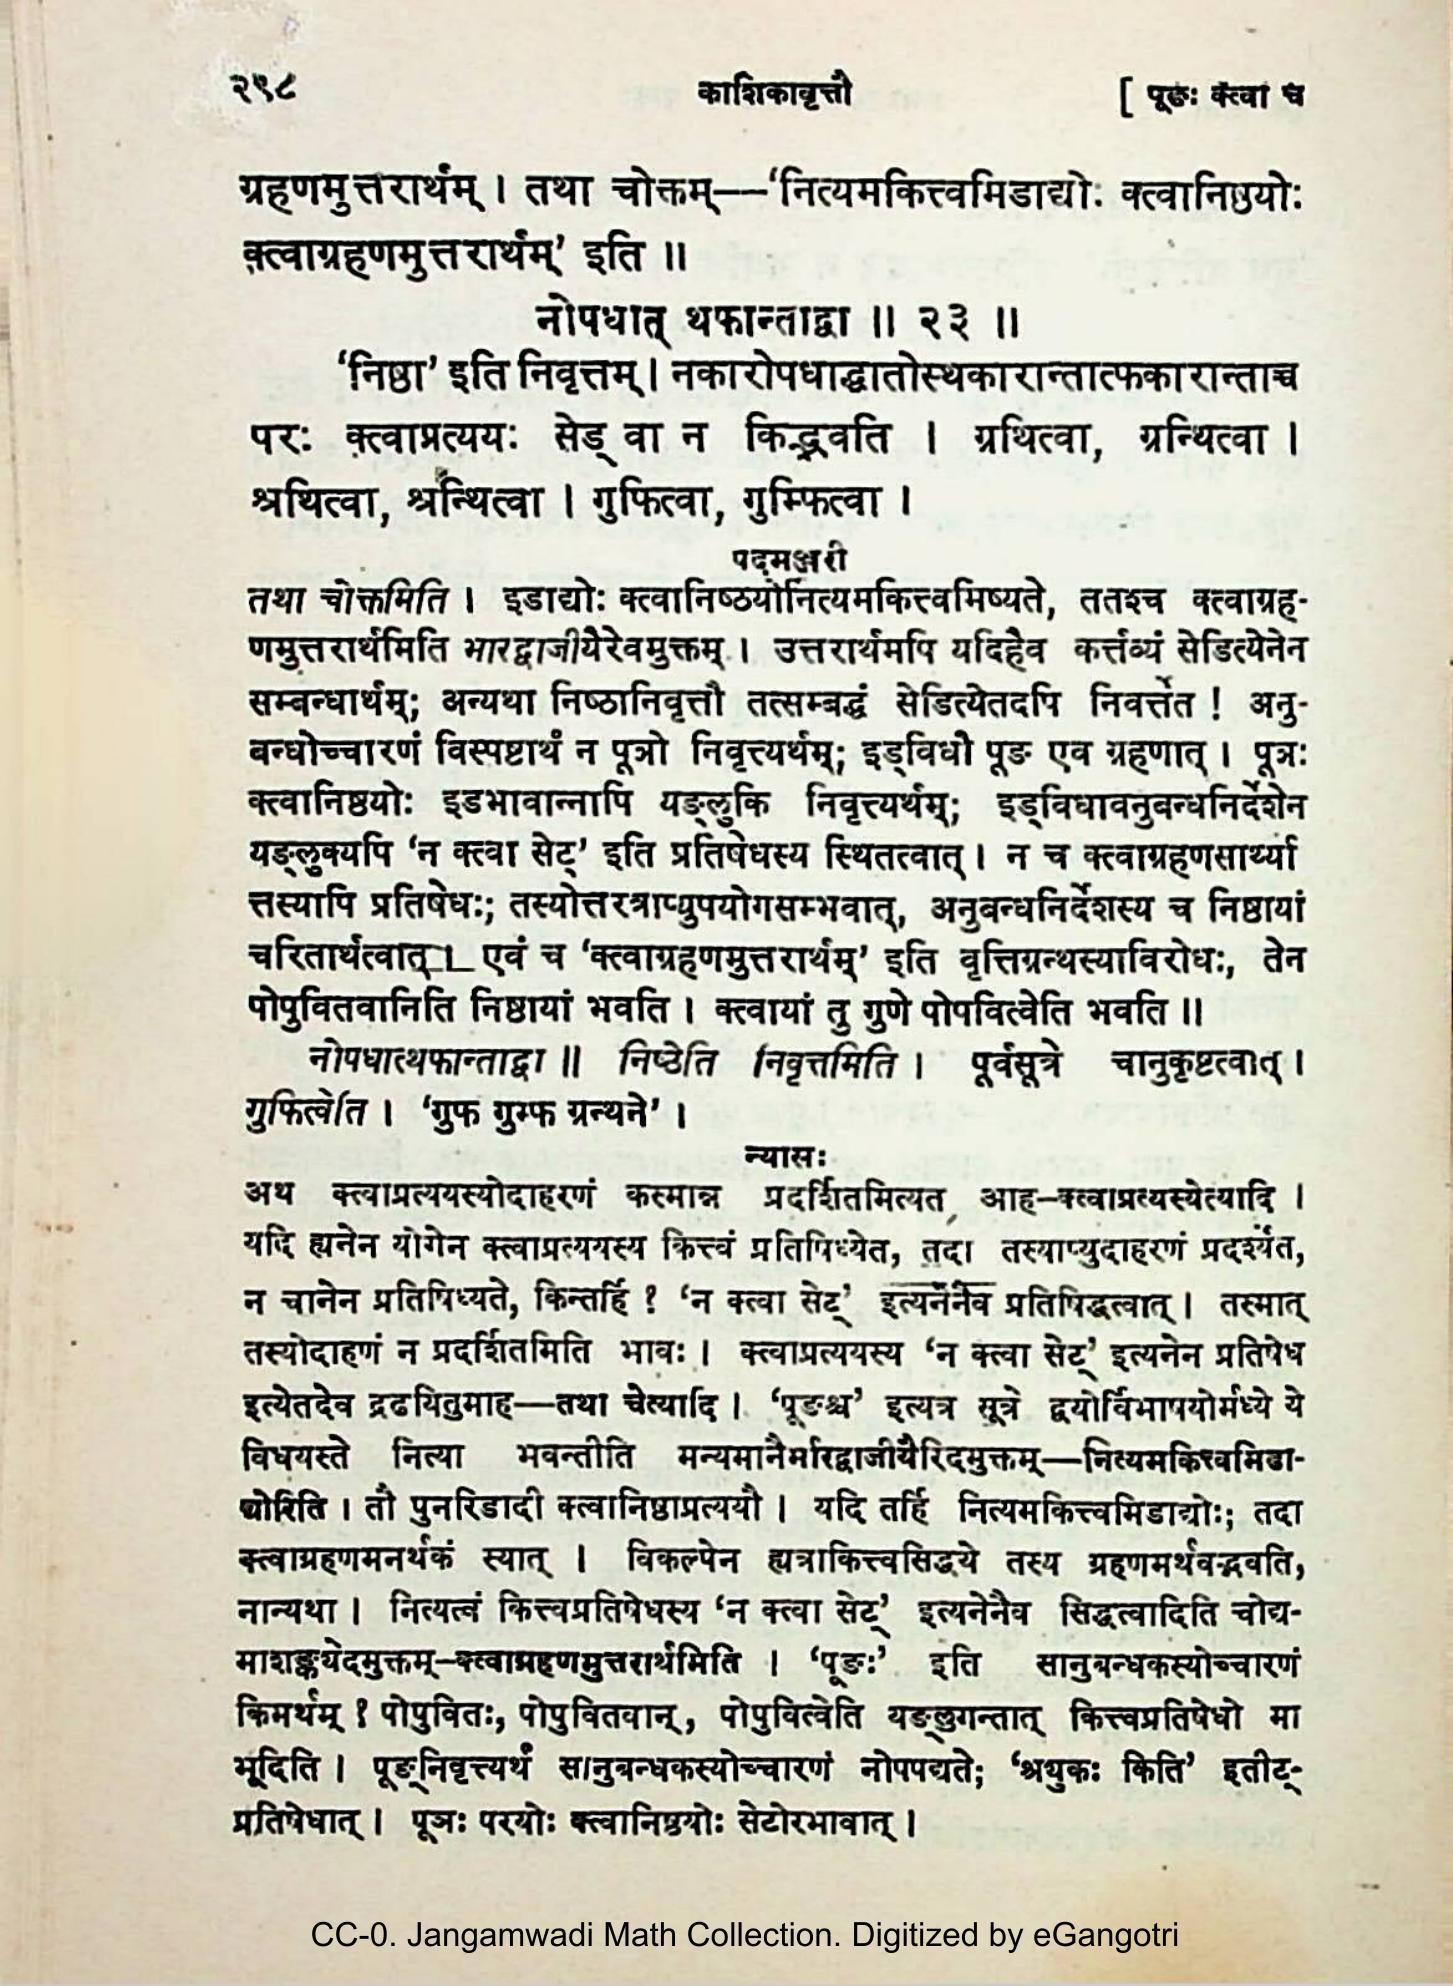 २९८ काशिकावृत्तौ [ पूङः क्त्वा च
ग्रहणमुत्तरार्थम् । तथा चोक्तम्—‘नित्यमकित्त्वमिडाद्योः क्त्वानिष्ठयोः
क्त्वाग्रहणमुत्तरार्थम्’ इति ॥
नोपधात् थफान्ताद्वा ॥ २३ ॥
‘निष्ठा’ इति निवृत्तम् । नकारोपधाद्धातोस्थकारान्तात्फकारान्ताच्च
परः क्त्वाप्रत्ययः सेड् वा न किद्भवति । ग्रथित्वा, ग्रन्थित्वा ।
श्रथित्वा, श्रन्थित्वा । गुफित्वा, गुम्फित्वा ।
पदमञ्जरी
तथा चोक्तमिति । इडाद्योः क्त्वानिष्ठयोर्नित्यमकित्त्वमिष्यते, ततश्च क्त्वाग्रह-
णमुत्तरार्थमिति भारद्वाजीयैरेवमुक्तम् । उत्तरार्थमपि यदिहैव कर्त्तव्यं सेडित्येनेन
सम्बन्धार्थम्; अन्यथा निष्ठानिवृत्तौ तत्सम्बद्धं सेडित्येतदपि निवर्त्तेत ! अनु-
बन्धोच्चारणं विस्पष्टार्थं न पूञो निवृत्त्यर्थम्; इड्विधौ पूङ एव ग्रहणात् । पूञः
क्त्वानिष्ठयोः इडभावान्नापि यङ्लुकि निवृत्त्यर्थम्; इड्विधावनुबन्धनिर्देशेन
यङ्लुक्यपि ‘न क्त्वा सेट्’ इति प्रतिषेधस्य स्थितत्वात् । न च क्त्वाग्रहणसार्थ्या
त्तस्यापि प्रतिषेधः; तस्योत्तरत्राप्युपयोगसम्भवात्, अनुबन्धनिर्देशस्य च निष्ठायां
चरितार्थत्वात् । एवं च ‘क्त्वाग्रहणमुत्तरार्थम्’ इति वृत्तिग्रन्थस्याविरोधः, तेन
पोपुवितवानिति निष्ठायां भवति । क्त्वायां तु गुणे पोपवित्वेति भवति ॥
नोपधात्थफान्ताद्वा ॥ निष्ठेति निवृत्तमिति । पूर्वसूत्रे चानुकृष्टत्वात् ।
गुफित्वेति । ‘गुफ गुम्फ ग्रन्थने’ ।
न्यासः
अथ क्त्वाप्रत्ययस्योदाहरणं कस्मान्न प्रदर्शितमित्यत आह—क्त्वाप्रत्यस्येत्यादि ।
यदि ह्यनेन योगेन क्त्वाप्रत्ययस्य कित्त्वं प्रतिषिध्येत, तदा तस्याप्युदाहरणं प्रदर्श्येत,
न चानेन प्रतिषिध्यते, किन्तर्हि ? ‘न क्त्वा सेट्’ इत्यनेनैव प्रतिषिद्धत्वात् । तस्मात्
तस्योदाहणं न प्रदर्शितमिति भावः । क्त्वाप्रत्ययस्य ‘न क्त्वा सेट्’ इत्यनेन प्रतिषेध
इत्येतदेव द्रढयितुमाह—तथा चेत्यादि । ‘पूङश्च’ इत्यत्र सूत्रे द्वयोर्विभाषयोर्मध्ये ये
विधयस्ते नित्या भवन्तीति मन्यमानैर्भारद्वाजीयैरिदमुक्तम्—नित्यमकित्त्वमिडा-
द्योरिति । तौ पुनरिडादी क्त्वानिष्ठाप्रत्ययौ । यदि तर्हि नित्यमकित्त्वमिडाद्योः; तदा
क्त्वाग्रहणमनर्थकं स्यात् । विकल्पेन ह्यत्राकित्त्वसिद्धये तस्य ग्रहणमर्थवद्भवति,
नान्यथा । नित्यत्वं कित्त्वप्रतिषेधस्य ‘न क्त्वा सेट्’ इत्यनेनैव सिद्धत्वादिति चोद्य-
माशङ्क्येदमुक्तम्—क्त्वाग्रहणमुत्तरार्थमिति । ‘पूङः’ इति सानुबन्धकस्योच्चारणं
किमर्थम् ? पोपुवितः, पोपुवितवान्, पोपुवित्वेति यङ्लुगन्तात् कित्त्वप्रतिषेधो मा
भूदिति । पूङ्निवृत्त्यर्थं सानुबन्धकस्योच्चारणं नोपपद्यते; ‘श्रयुकः किति’ इतीट्-
प्रतिषेधात् । पूञः परयोः क्त्वानिष्ठयोः सेटोरभावात् ।
CC-0. Jangamwadi Math Collection. Digitized by eGangotri